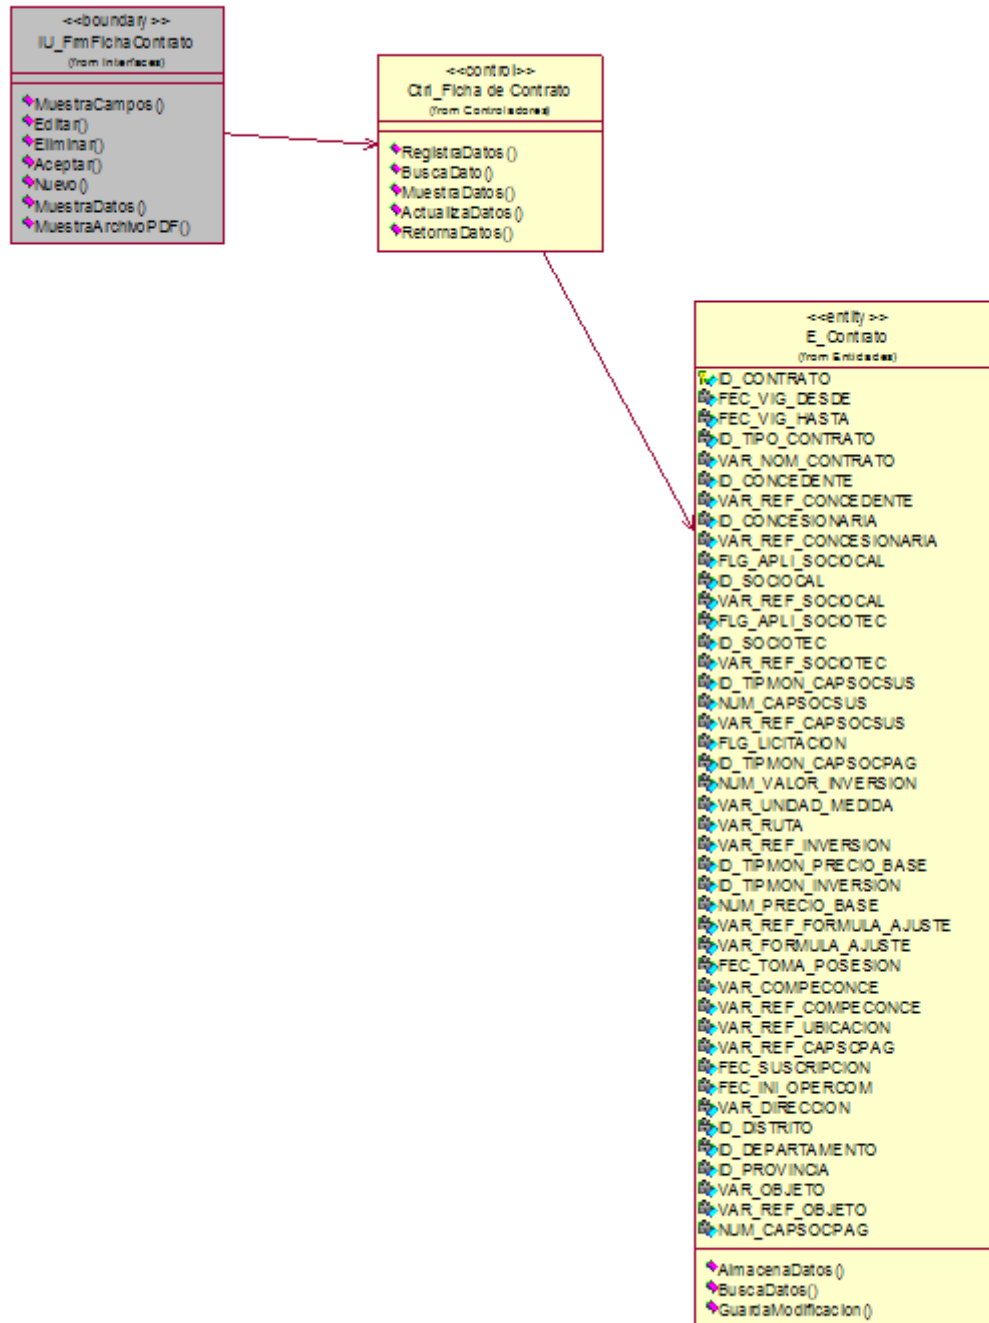 <<boundary>>
IU_FrmFichaContrato
(from Interfaces)
MuestraCampos()
Editar()
Eliminar()
Aceptar()
Nuevo()
MuestraDatos()
MuestraArchivoPDF()
<<control>>
Ctrl_Ficha de Contrato
(from Controladores)
RegistraDatos()
BuscaDato()
MuestraDatos()
ActualizaDatos()
RetornaDatos()
<<entity>>
E_Contrato
(from Entidades)
ID_CONTRATO
FEC_VIG_DESDE
FEC_VIG_HASTA
ID_TIPO_CONTRATO
VAR_NOM_CONTRATO
ID_CONCEDENTE
VAR_REF_CONCEDENTE
ID_CONCESIONARIA
VAR_REF_CONCESIONARIA
FLG_APLI_SOCIOCAL
ID_SOCIOCAL
VAR_REF_SOCIOCAL
FLG_APLI_SOCIOTEC
ID_SOCIOTEC
VAR_REF_SOCIOTEC
ID_TIPMON_CAPSOCSUS
NUM_CAPSOCSUS
VAR_REF_CAPSOCSUS
FLG_LICITACION
ID_TIPMON_CAPSOCPAG
NUM_VALOR_INVERSION
VAR_UNIDAD_MEDIDA
VAR_RUTA
VAR_REF_INVERSION
ID_TIPMON_PRECIO_BASE
ID_TIPMON_INVERSION
NUM_PRECIO_BASE
VAR_REF_FORMULA_AJUSTE
VAR_FORMULA_AJUSTE
FEC_TOMA_POSESION
VAR_COMPECONCE
VAR_REF_COMPECONCE
VAR_REF_UBICACION
VAR_REF_CAPSCPAG
FEC_SUSCRIPCION
FEC_INI_OPERCOM
VAR_DIRECCION
ID_DISTRITO
ID_DEPARTAMENTO
ID_PROVINCIA
VAR_OBJETO
VAR_REF_OBJETO
NUM_CAPSOCPAG
AlmacenaDatos()
BuscaDatos()
GuardaModificacion()